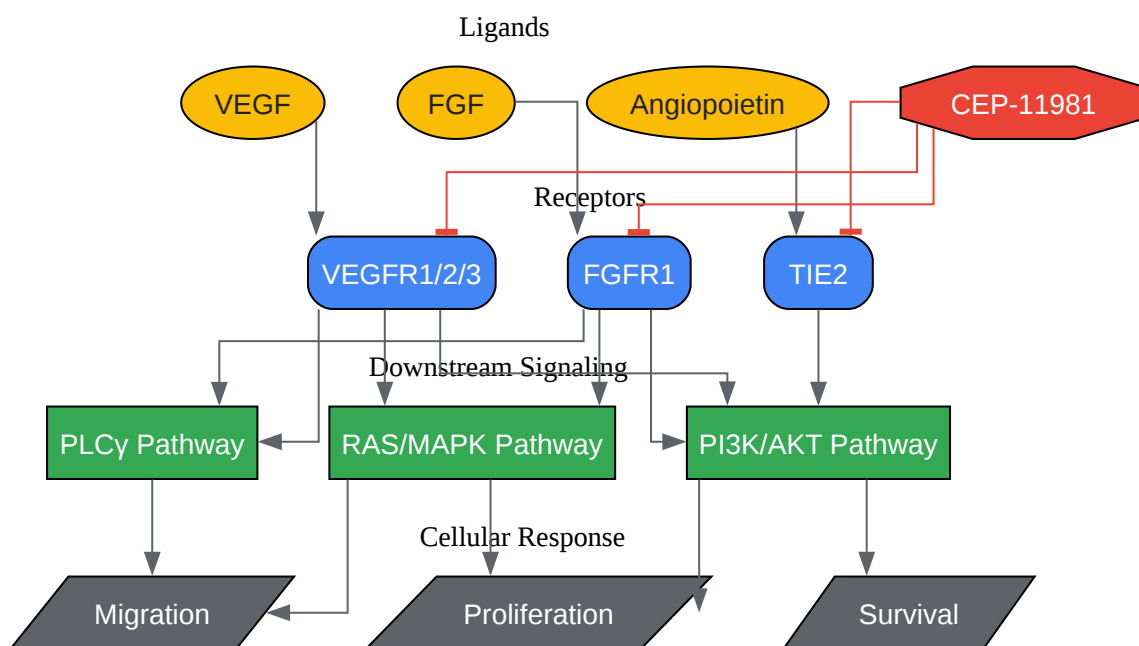 Ligands
VEGF
FGF
Angiopoietin
CEP-11981
Receptors
VEGFR1/2/3
FGFR1
TIE2
Downstream Signaling
PLCγ Pathway
RAS/MAPK Pathway
PI3K/AKT Pathway
Cellular Response
Migration
Proliferation
Survival